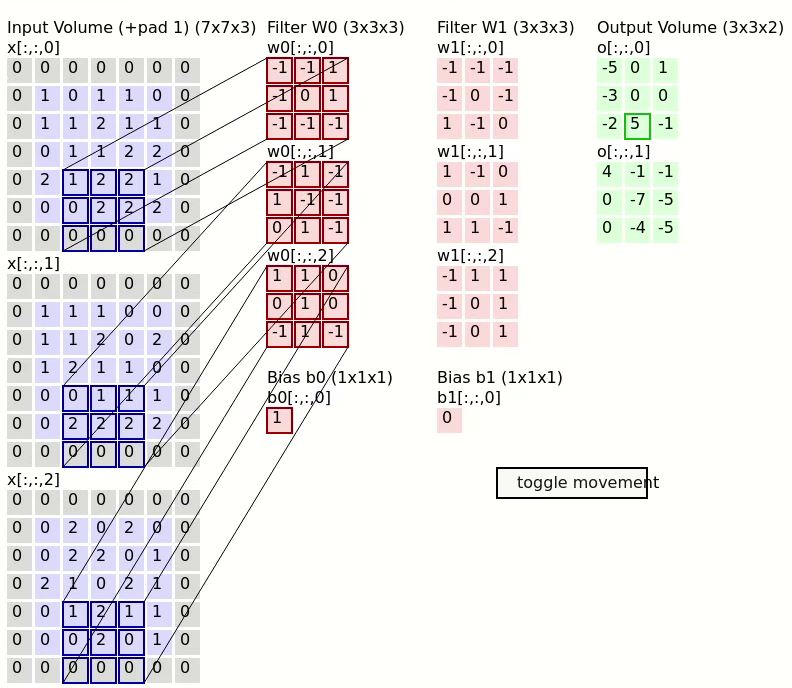 Input Volume (+pad 1) (7x7x3)
x[:,:,0]
0 0 0 0 0 0 0
0 1 0 1 1 0 0
0 1 1 2 1 1 0
0 0 1 1 2 2 0
0 2 1 2 2 1 0
0 0 0 2 2 2 0
0 0 0 0 0 0 0
x[:,:,1]
0 0 0 0 0 0 0
0 1 1 1 0 0 0
0 1 1 2 0 2 0
0 1 2 1 1 0 0
0 0 0 1 1 1 0
0 0 2 2 2 2 0
0 0 0 0 0 0 0
x[:,:,2]
0 0 0 0 0 0 0
0 0 2 0 2 0 0
0 0 2 2 0 1 0
0 2 1 0 2 1 0
0 0 1 2 1 1 0
0 0 0 2 0 1 0
0 0 0 0 0 0 0
Filter W0 (3x3x3)
w0[:,:,0]
-1 -1 1
-1 0 1
-1 -1 -1
w0[:,:,1]
-1 1 -1
1 -1 -1
0 1 -1
w0[:,:,2]
1 1 0
0 1 0
-1 1 -1
Bias b0 (1x1x1)
b0[:,:,0]
1
Filter W1 (3x3x3)
w1[:,:,0]
-1 -1 -1
-1 0 -1
1 -1 0
w1[:,:,1]
1 -1 0
0 0 1
1 1 -1
w1[:,:,2]
-1 1 1
-1 0 1
-1 0 1
Bias b1 (1x1x1)
b1[:,:,0]
0
Output Volume (3x3x2)
o[:,:,0]
-5 0 1
-3 0 0
-2 5 -1
o[:,:,1]
4 -1 -1
0 -7 -5
0 -4 -5
toggle movement